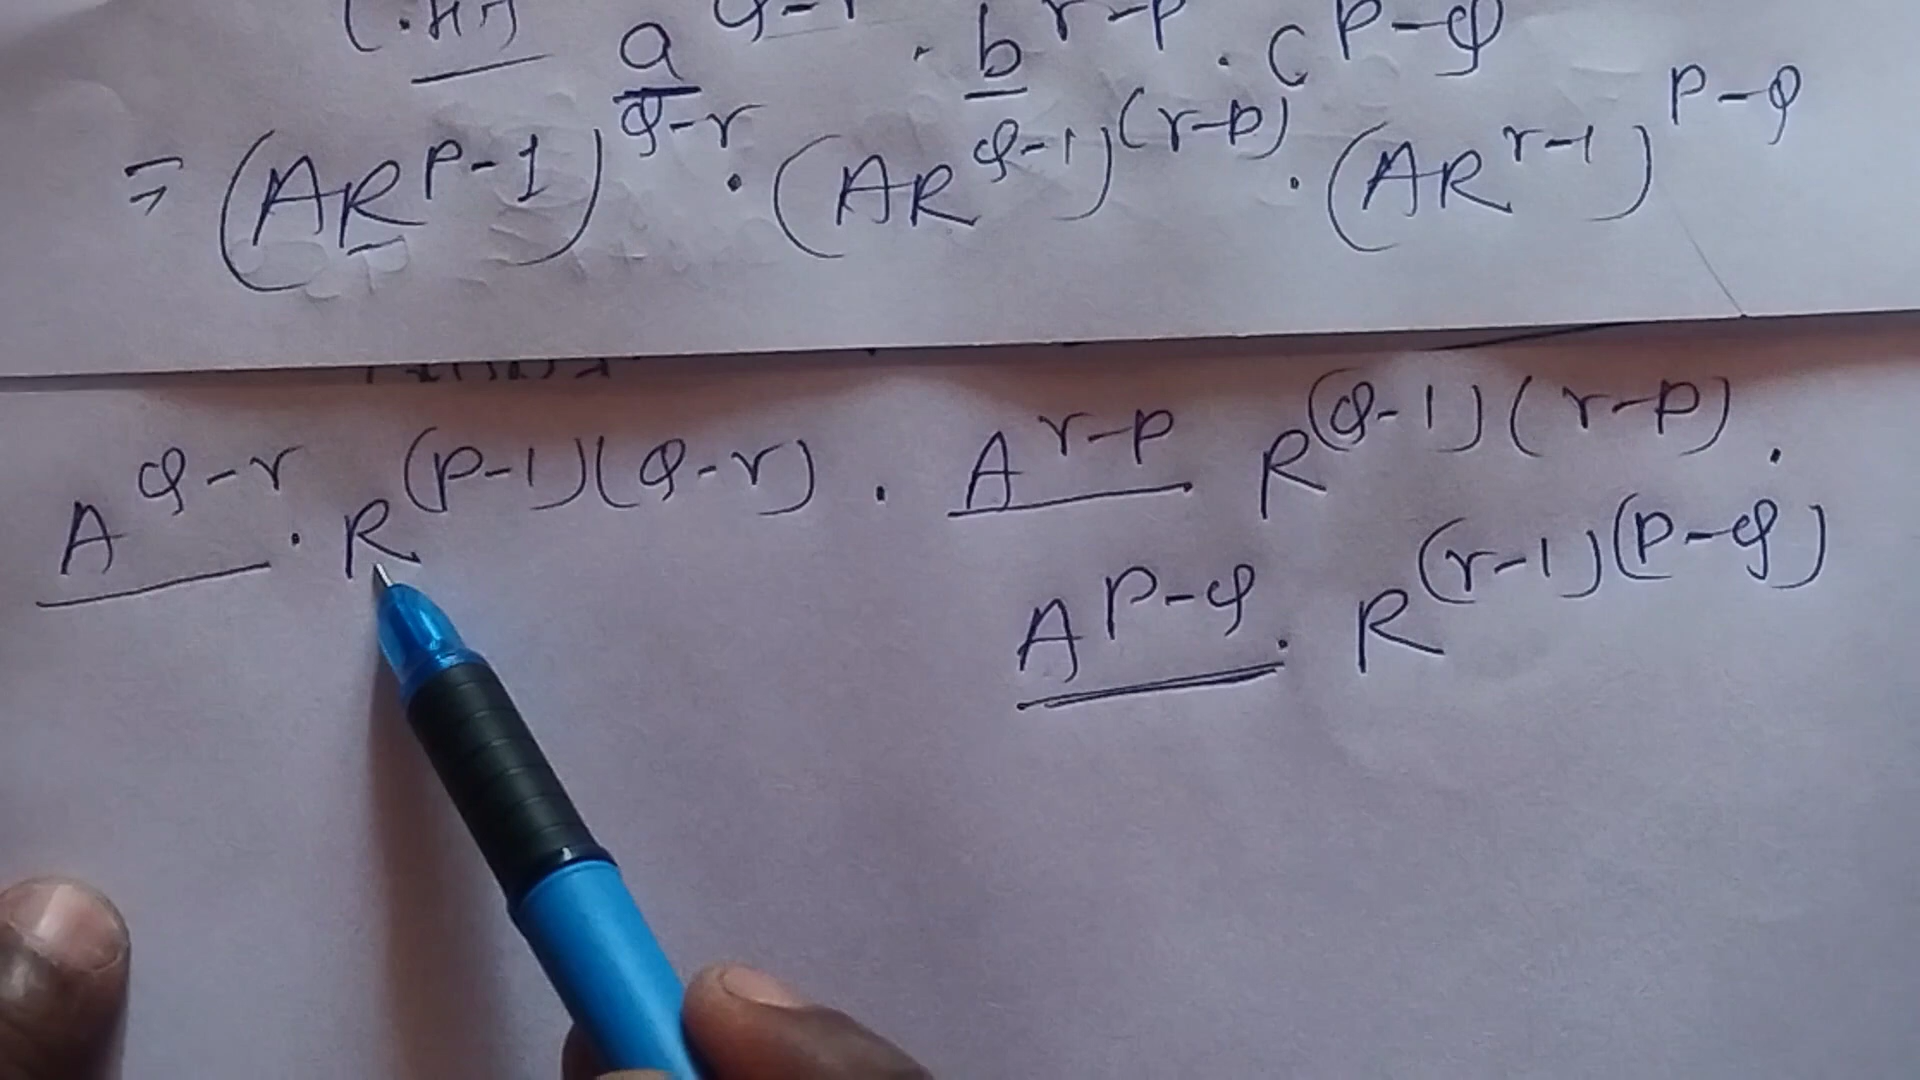 (L.H.S) a^{q-r} . b^{r-p} . c^{p-q}
= (AR^{p-1})^{q-r} . (AR^{q-1})^{(r-p)} . (AR^{r-1})^{p-q}
A^{q-r} . R^{(p-1)(q-r)} . A^{r-p} R^{(q-1)(r-p)} .
A^{p-q} . R^{(r-1)(p-q)}